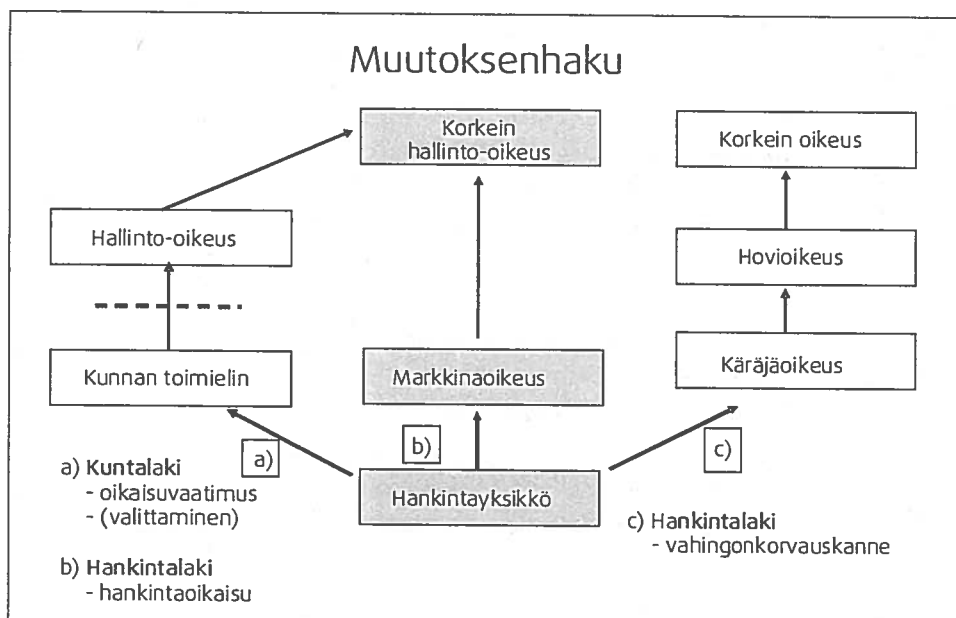 Muutoksenhaku
Korkein
hallinto-oikeus
Korkein oikeus
Hallinto-oikeus
Hovioikeus
Kunnan toimielin
Markkinaoikeus
Käräjäoikeus
a)
b)
c)
Hankintayksikkö
a) Kuntalaki
- oikaisuvaatimus
- (valittaminen)
b) Hankintalaki
- hankintaoikaisu
c) Hankintalaki
- vahingonkorvauskanne